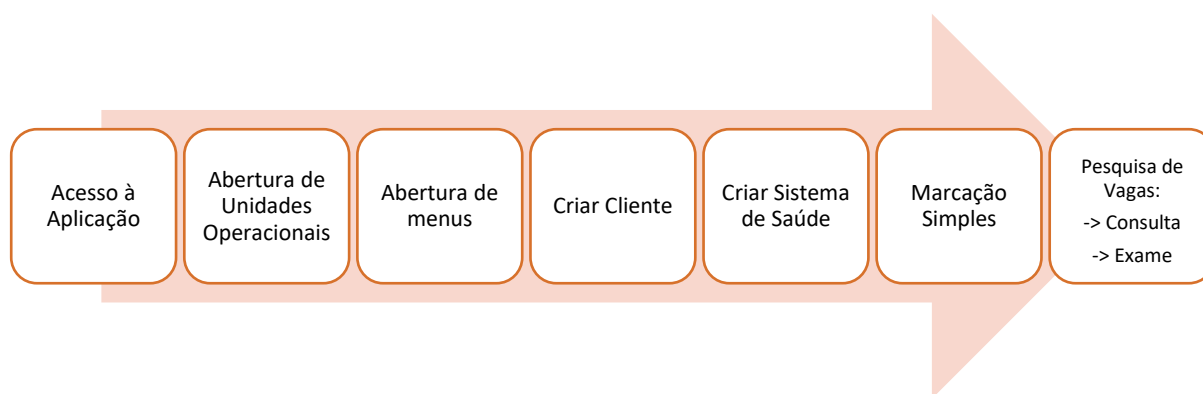 Acesso à
Aplicação
Abertura de
Unidades
Operacionais
Abertura de
menus
Criar Cliente
Criar Sistema
de Saúde
Marcação
Simples
Pesquisa de
Vagas:
-> Consulta
-> Exame